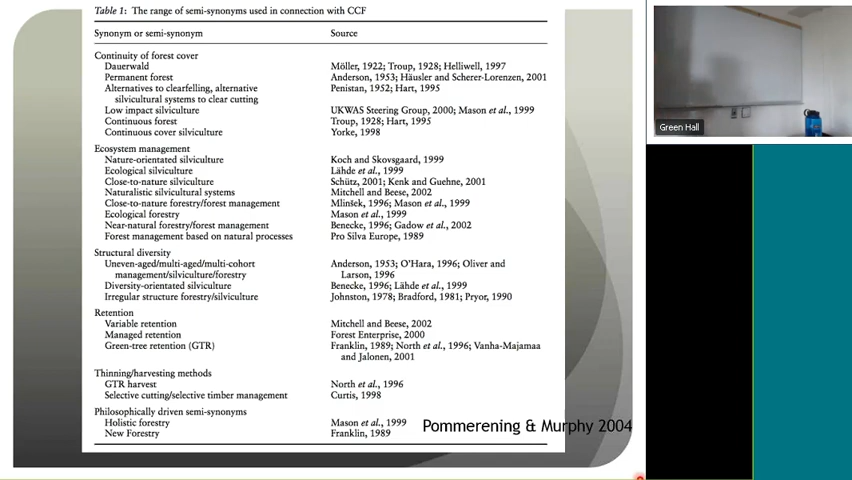 Table 1: The range of semi-synonyms used in connection with CCF
Synonym or semi-synonym Source
Continuity of forest cover
Dauerwald Möller, 1922; Troup, 1928; Helliwell, 1997
Permanent forest Anderson, 1953; Häusler and Scherer-Lorenzen, 2001
Alternatives to clearfelling, alternative Penistan, 1952; Hart, 1995
silvicultural systems to clear cutting
Low impact silviculture UKWAS Steering Group, 2000; Mason et al., 1999
Continuous forest Troup, 1928; Hart, 1995
Continuous cover silviculture Yorke, 1998
Ecosystem management
Nature-orientated silviculture Koch and Skovsgaard, 1999
Ecological silviculture Lähde et al., 1999
Close-to-nature silviculture Schütz, 2001; Kenk and Guehne, 2001
Naturalistic silvicultural systems Mitchell and Beese, 2002
Close-to-nature forestry/forest management Mlinšek, 1996; Mason et al., 1999
Ecological forestry Mason et al., 1999
Near-natural forestry/forest management Benecke, 1996; Gadow et al., 2002
Forest management based on natural processes Pro Silva Europe, 1989
Structural diversity
Uneven-aged/multi-aged/multi-cohort Anderson, 1953; O'Hara, 1996; Oliver and
management/silviculture/forestry Larson, 1996
Diversity-orientated silviculture Benecke, 1996; Lähde et al., 1999
Irregular structure forestry/silviculture Johnston, 1978; Bradford, 1981; Pryor, 1990
Retention
Variable retention Mitchell and Beese, 2002
Managed retention Forest Enterprise, 2000
Green-tree retention (GTR) Franklin, 1989; North et al., 1996; Vanha-Majamaa
and Jalonen, 2001
Thinning/harvesting methods
GTR harvest North et al., 1996
Selective cutting/selective timber management Curtis, 1998
Philosophically driven semi-synonyms
Holistic forestry Mason et al., 1999
New Forestry Franklin, 1989
Pommerening & Murphy 2004
Green Hall